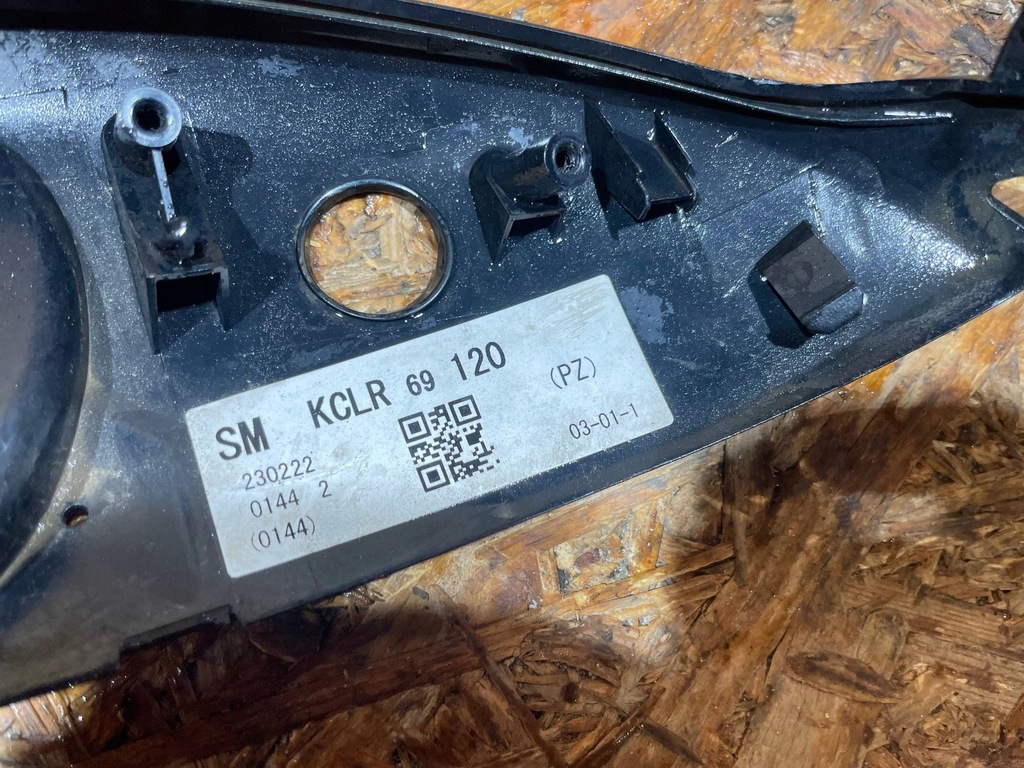 SM KCLR 69 120
230222
0144 2
(0144)
(PZ)
03-01-1